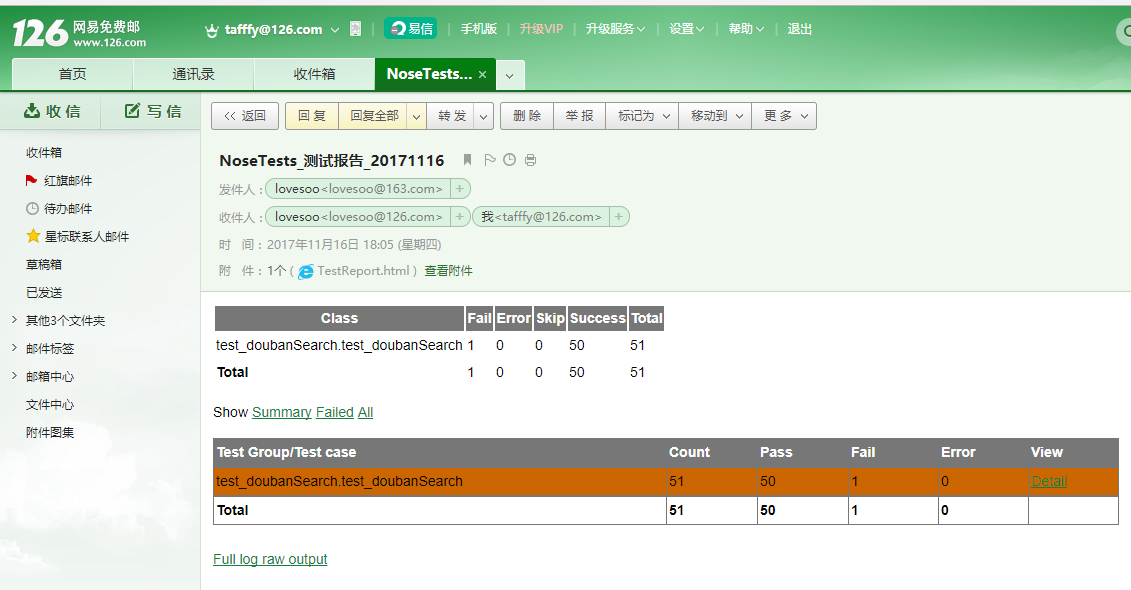 126 网易免费邮
www.126.com
tafffy@126.com 易信 手机版 升级VIP 升级服务 设置 帮助 退出
首页 通讯录 收件箱 NoseTests... ×
收信 写信 << 返回 回复 回复全部 转发 删除 举报 标记为 移动到 更多
收件箱
红旗邮件
待办邮件
星标联系人邮件
草稿箱
已发送
其他3个文件夹
邮件标签
邮箱中心
文件中心
附件图集
NoseTests_测试报告_20171116
发件人：lovesoo<lovesoo@163.com> +
收件人：lovesoo<lovesoo@126.com> + 我<tafffy@126.com> +
时 间：2017年11月16日 18:05 (星期四)
附 件：1个 ( TestReport.html ) 查看附件
Class Fail Error Skip Success Total
test_doubanSearch.test_doubanSearch 1 0 0 50 51
Total 1 0 0 50 51
Show Summary Failed All
Test Group/Test case Count Pass Fail Error View
test_doubanSearch.test_doubanSearch 51 50 1 0 Detail
Total 51 50 1 0
Full log raw output